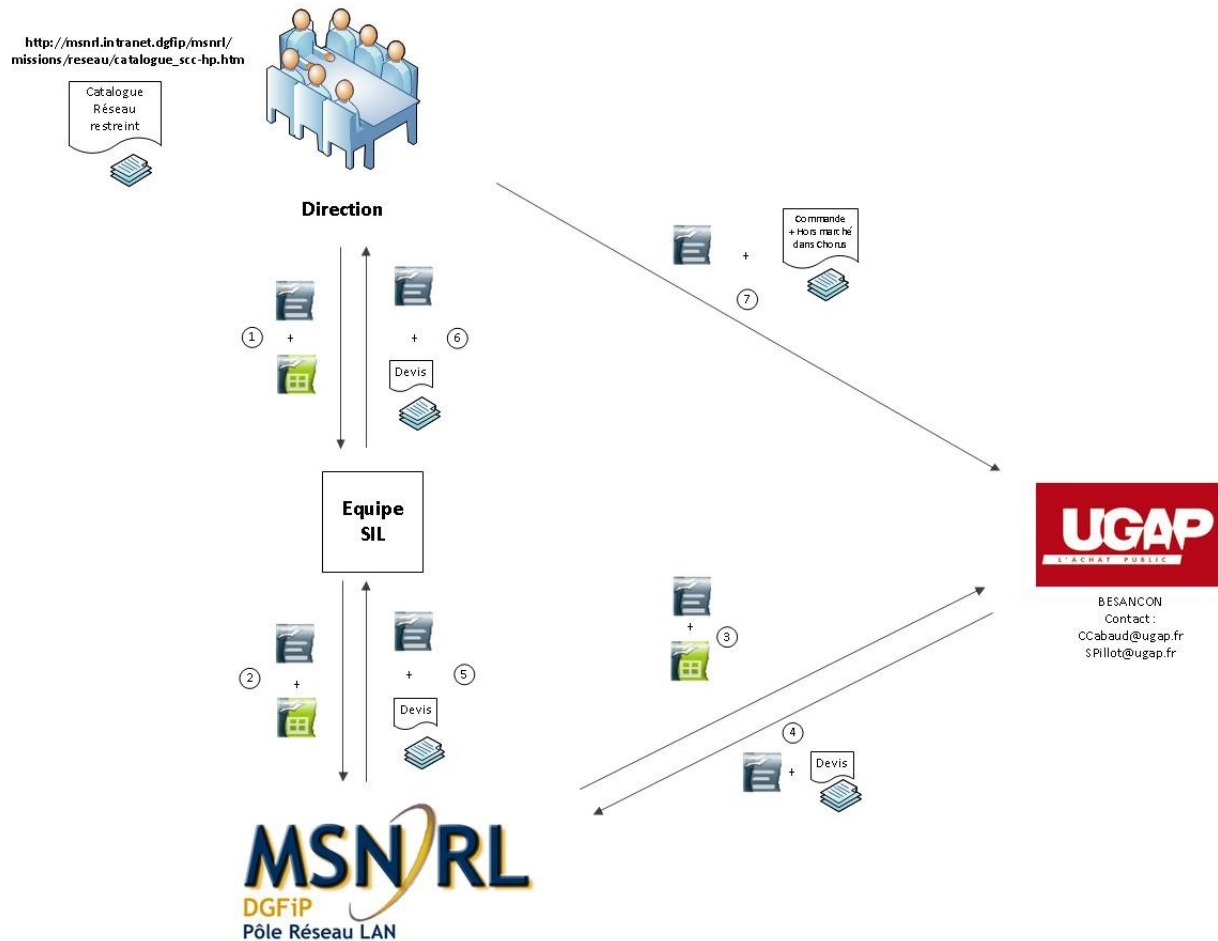 http://msnrl.intranet.dgfip/msnrl/
missions/reseau/catalogue_scc-hp.htm
Catalogue
Réseau
restreint
Direction
Commande
+ Hors marché
dans Chorus
+
7
1
+
+
6
Devis
Equipe
SIL
UGAP
L'ACHAT PUBLIC
BESANCON
Contact :
CCabaud@ugap.fr
SPillot@ugap.fr
+
3
2
+
+
5
Devis
4
+
Devis
MSN/RL
DGFiP
Pôle Réseau LAN